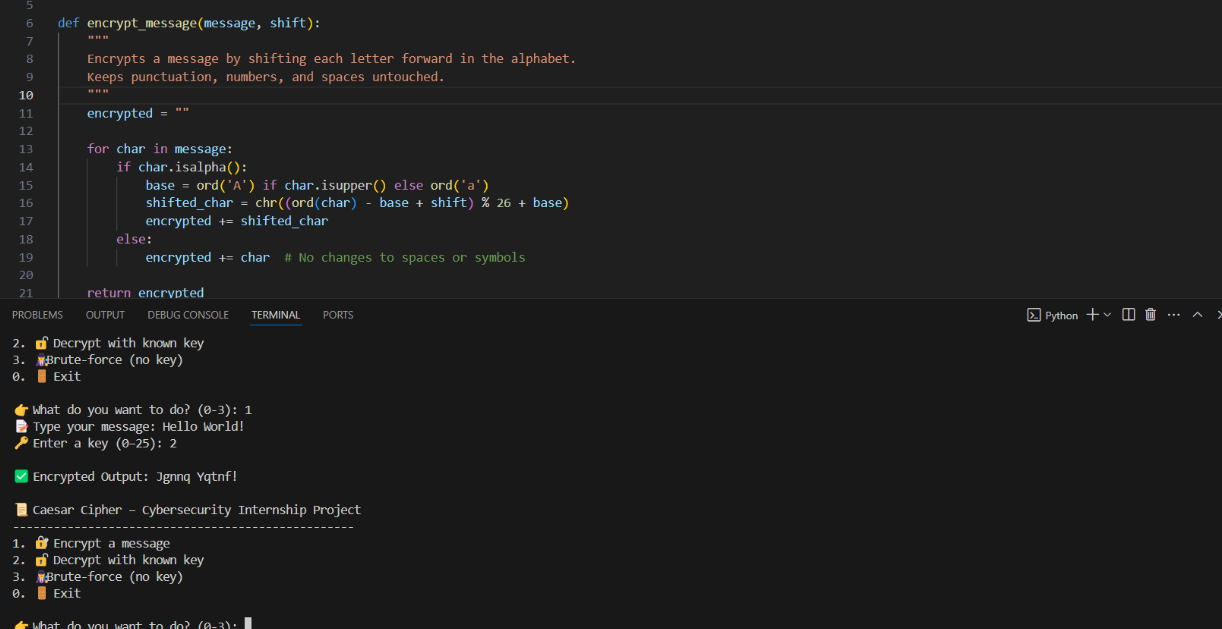 5
6 def encrypt_message(message, shift):
7 """
8 Encrypts a message by shifting each letter forward in the alphabet.
9 Keeps punctuation, numbers, and spaces untouched.
10 """
11 encrypted = ""
12
13 for char in message:
14 if char.isalpha():
15 base = ord('A') if char.isupper() else ord('a')
16 shifted_char = chr((ord(char) - base + shift) % 26 + base)
17 encrypted += shifted_char
18 else:
19 encrypted += char # No changes to spaces or symbols
20
21 return encrypted
PROBLEMS OUTPUT DEBUG CONSOLE TERMINAL PORTS Python
2. 🔓 Decrypt with known key
3. Brute-force (no key)
0. 🚪 Exit
👉 What do you want to do? (0-3): 1
📝 Type your message: Hello World!
🔑 Enter a key (0–25): 2
✅ Encrypted Output: Jgnnq Yqtnf!
📜 Caesar Cipher – Cybersecurity Internship Project
--------------------------------------------------
1. 🔐 Encrypt a message
2. 🔓 Decrypt with known key
3. Brute-force (no key)
0. 🚪 Exit
👉 What do you want to do? (0-3):